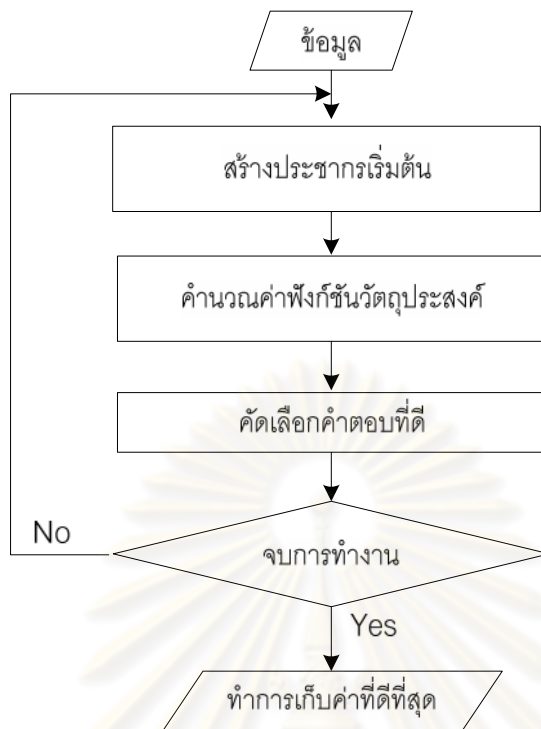 ข้อมูล
สร้างประชากรเริ่มต้น
คำนวณค่าฟังก์ชันวัตถุประสงค์
คัดเลือกคำตอบที่ดี
No
จบการทำงาน
Yes
ทำการเก็บค่าที่ดีที่สุด